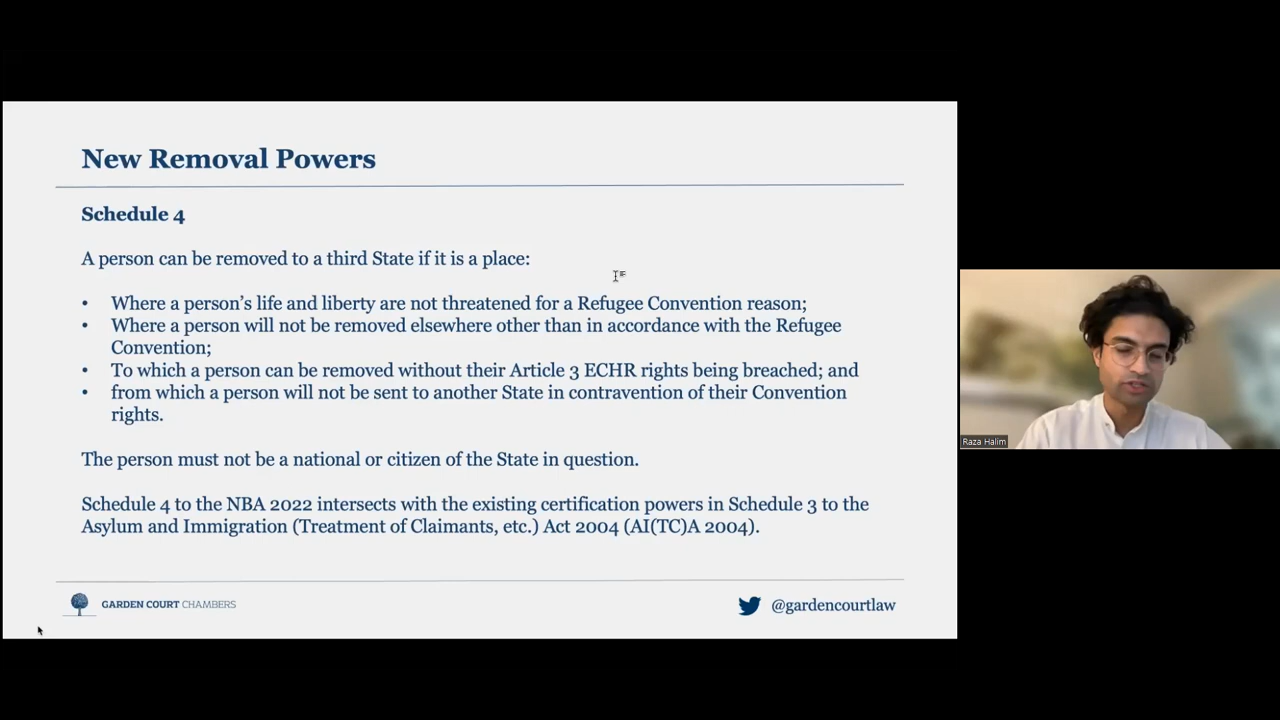 New Removal Powers
Schedule 4
A person can be removed to a third State if it is a place:
• Where a person’s life and liberty are not threatened for a Refugee Convention reason;
• Where a person will not be removed elsewhere other than in accordance with the Refugee
Convention;
• To which a person can be removed without their Article 3 ECHR rights being breached; and
• from which a person will not be sent to another State in contravention of their Convention
rights.
The person must not be a national or citizen of the State in question.
Schedule 4 to the NBA 2022 intersects with the existing certification powers in Schedule 3 to the
Asylum and Immigration (Treatment of Claimants, etc.) Act 2004 (AI(TC)A 2004).
GARDEN COURT CHAMBERS
@gardencourtlaw
Raza Halim